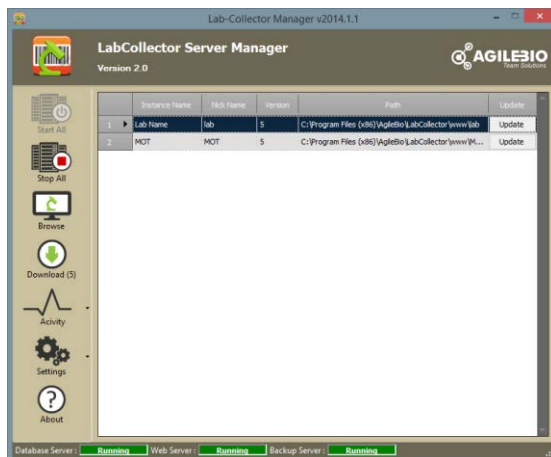 Lab-Collector Manager v2014.1.1
LabCollector Server Manager
Version 2.0
AGILEBIO
Team Solutions
Instance Name Nick Name Version Path Update
1 Lab Name lab 5 C:\Program Files (x86)\AgileBio\LabCollector\www\lab Update
2 MOT MOT 5 C:\Program Files (x86)\AgileBio\LabCollector\www\M... Update
Start All
Stop All
Browse
Download (5)
Acivity
Settings
About
Database Server : Running Web Server : Running Backup Server : Running